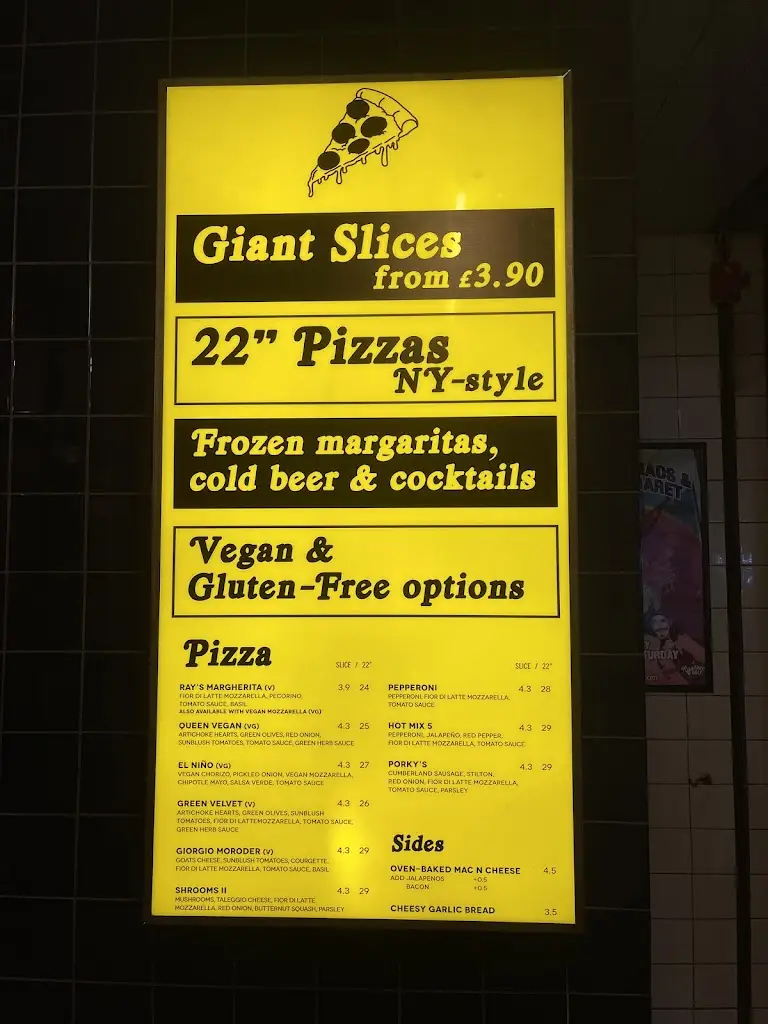 Giant Slices
from £3.90
22" Pizzas
NY-style
Frozen margaritas,
cold beer & cocktails
Vegan &
Gluten-Free options
Pizza
SLICE / 22"
RAY'S MARGHERITA (V) 3.9 24
FIOR DI LATTE MOZZARELLA, PECORINO,
TOMATO SAUCE, BASIL
ALSO AVAILABLE WITH VEGAN MOZZARELLA (VG)
QUEEN VEGAN (VG) 4.3 25
ARTICHOKE HEARTS, GREEN OLIVES, RED ONION,
SUNBLUSH TOMATOES, TOMATO SAUCE, GREEN HERB SAUCE
EL NIÑO (VG) 4.3 27
VEGAN CHORIZO, PICKLED ONION, VEGAN MOZZARELLA,
CHIPOTLE MAYO, SALSA VERDE, TOMATO SAUCE
GREEN VELVET (V) 4.3 26
ARTICHOKE HEARTS, GREEN OLIVES, SUNBLUSH
TOMATOES, FIOR DI LATTEMOZZARELLA, TOMATO SAUCE,
GREEN HERB SAUCE
GIORGIO MORODER (V) 4.3 29
GOATS CHEESE, SUNBLUSH TOMATOES, COURGETTE,
FIOR DI LATTE MOZZARELLA, TOMATO SAUCE, BASIL
SHROOMS II 4.3 29
MUSHROOMS, TALEGGIO CHEESE, FIOR DI LATTE
MOZZARELLA, RED ONION, BUTTERNUT SQUASH, PARSLEY
SLICE / 22"
PEPPERONI 4.3 28
PEPPERONI, FIOR DI LATTE MOZZARELLA,
TOMATO SAUCE
HOT MIX 5 4.3 29
PEPPERONI, JALAPEÑO, RED PEPPER,
FIOR DI LATTE MOZZARELLA, TOMATO SAUCE
PORKY'S 4.3 29
CUMBERLAND SAUSAGE, STILTON,
RED ONION, FIOR DI LATTE MOZZARELLA,
TOMATO SAUCE, PARSLEY
Sides
OVEN-BAKED MAC N CHEESE 4.5
ADD JALAPENOS +0.5
BACON +0.5
CHEESY GARLIC BREAD 3.5